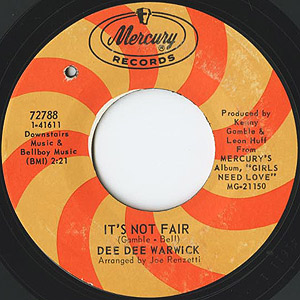 Mercury
®
RECORDS
72788
1-41611
Downstairs
Music &
Bellboy Music
(BMI) 2:21
Produced by
Kenny
Gamble &
Leon Huff
From
MERCURY'S
Album, "GIRLS
NEED LOVE"
MG-21150
IT'S NOT FAIR
(Gamble - Bell)
DEE DEE WARWICK
Arranged by Joe Renzetti